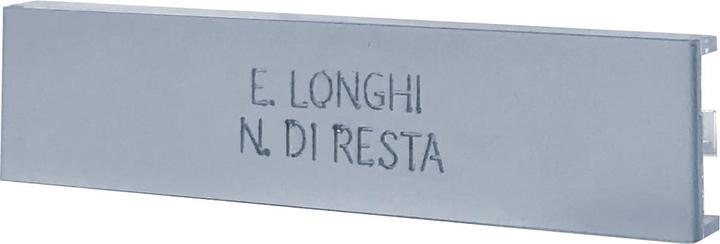 E. LONGHI
N. DI RESTA